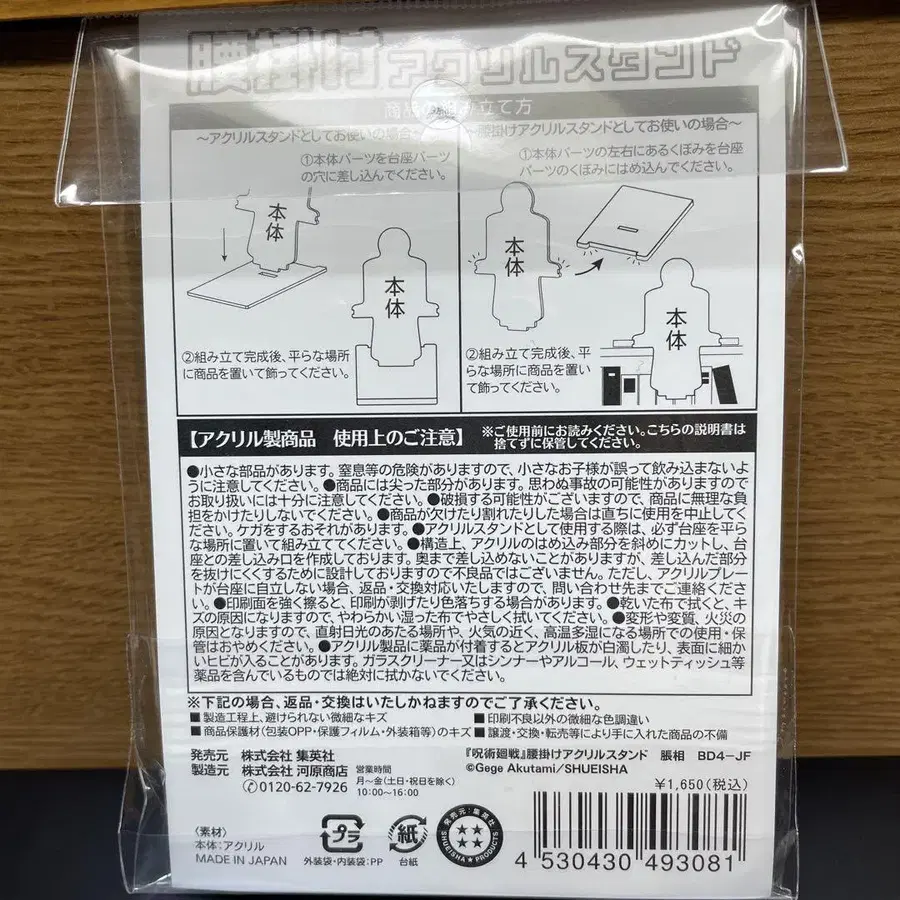 腰掛けアクリルスタンド
商品の組み立て方
～アクリルスタンドとしてお使いの場合～
①本体パーツを台座パーツ
の穴に差し込んでください。
本体
本体
②組み立て完成後、平らな場所
に商品を置いて飾ってください。
～腰掛けアクリルスタンドとしてお使いの場合～
①本体パーツの左右にあるくぼみを台座
パーツのくぼみにはめ込んでください。
本体
本体
②組み立て完成後、平
らな場所に商品を置い
て飾ってください。
【アクリル製商品　使用上のご注意】
※ご使用前にお読みください。こちらの説明書は
捨てずに保管してください。
●小さな部品があります。窒息等の危険がありますので、小さなお子様が誤って飲み込まないよ
うに注意してください。●商品には尖った部分があります。思わぬ事故の可能性がありますので
お取り扱いには十分に注意してください。●破損する可能性がございますので、商品に無理な負
担をかけたりしないでください。●商品が欠けたり割れたりした場合は直ちに使用を中止してく
ださい。ケガをするおそれがあります。●アクリルスタンドとして使用する際は、必ず台座を平ら
な場所に置いて組み立ててください。●構造上、アクリルのはめ込み部分を斜めにカットし、台
座との差し込み口を作成しております。奥まで差し込めないことがありますが、差し込んだ部分
を抜けにくくするために設計しておりますので不良品ではございません。ただし、アクリルプレー
トが台座に自立しない場合、返品・交換対応いたしますので、問い合わせ先までご連絡くださ
い。●印刷面を強く擦ると、印刷が剥げたり色落ちする場合があります。●乾いた布で拭くと、キ
ズの原因になりますので、やわらかい湿った布でやさしく拭いてください。●変形や変質、火災の
原因となりますので、直射日光のあたる場所や、火気の近く、高温多湿になる場所での使用・保
管はおやめください。●アクリル製品に薬品が付着するとアクリル板が白濁したり、表面に細か
いヒビが入ることがあります。ガラスクリーナー又はシンナーやアルコール、ウェットティッシュ等
薬品を含んでいるものでは絶対に拭かないでください。
※下記の場合、返品・交換はいたしかねますのでご了承ください。
■製造工程上、避けられない微細なキズ
■印刷不良以外の微細な色調違い
■商品保護材(包装OPP・保護フィルム・外装箱等)のキズ
■譲渡・交換・転売等により手に入れた商品の不備
発売元 株式会社 集英社
製造元 株式会社 河原商店
0120-62-7926
営業時間
月～金(土日・祝日を除く)
10:00～16:00
『呪術廻戦』腰掛けアクリルスタンド 脹相 BD4-JF
©Gege Akutami/SHUEISHA
¥1,650(税込)
〈素材〉
本体:アクリル
MADE IN JAPAN
プラ
外装袋・内装袋:PP
紙
台紙
発売元:集英社
SHUEISHA PRODUCTS
4 530430 493081